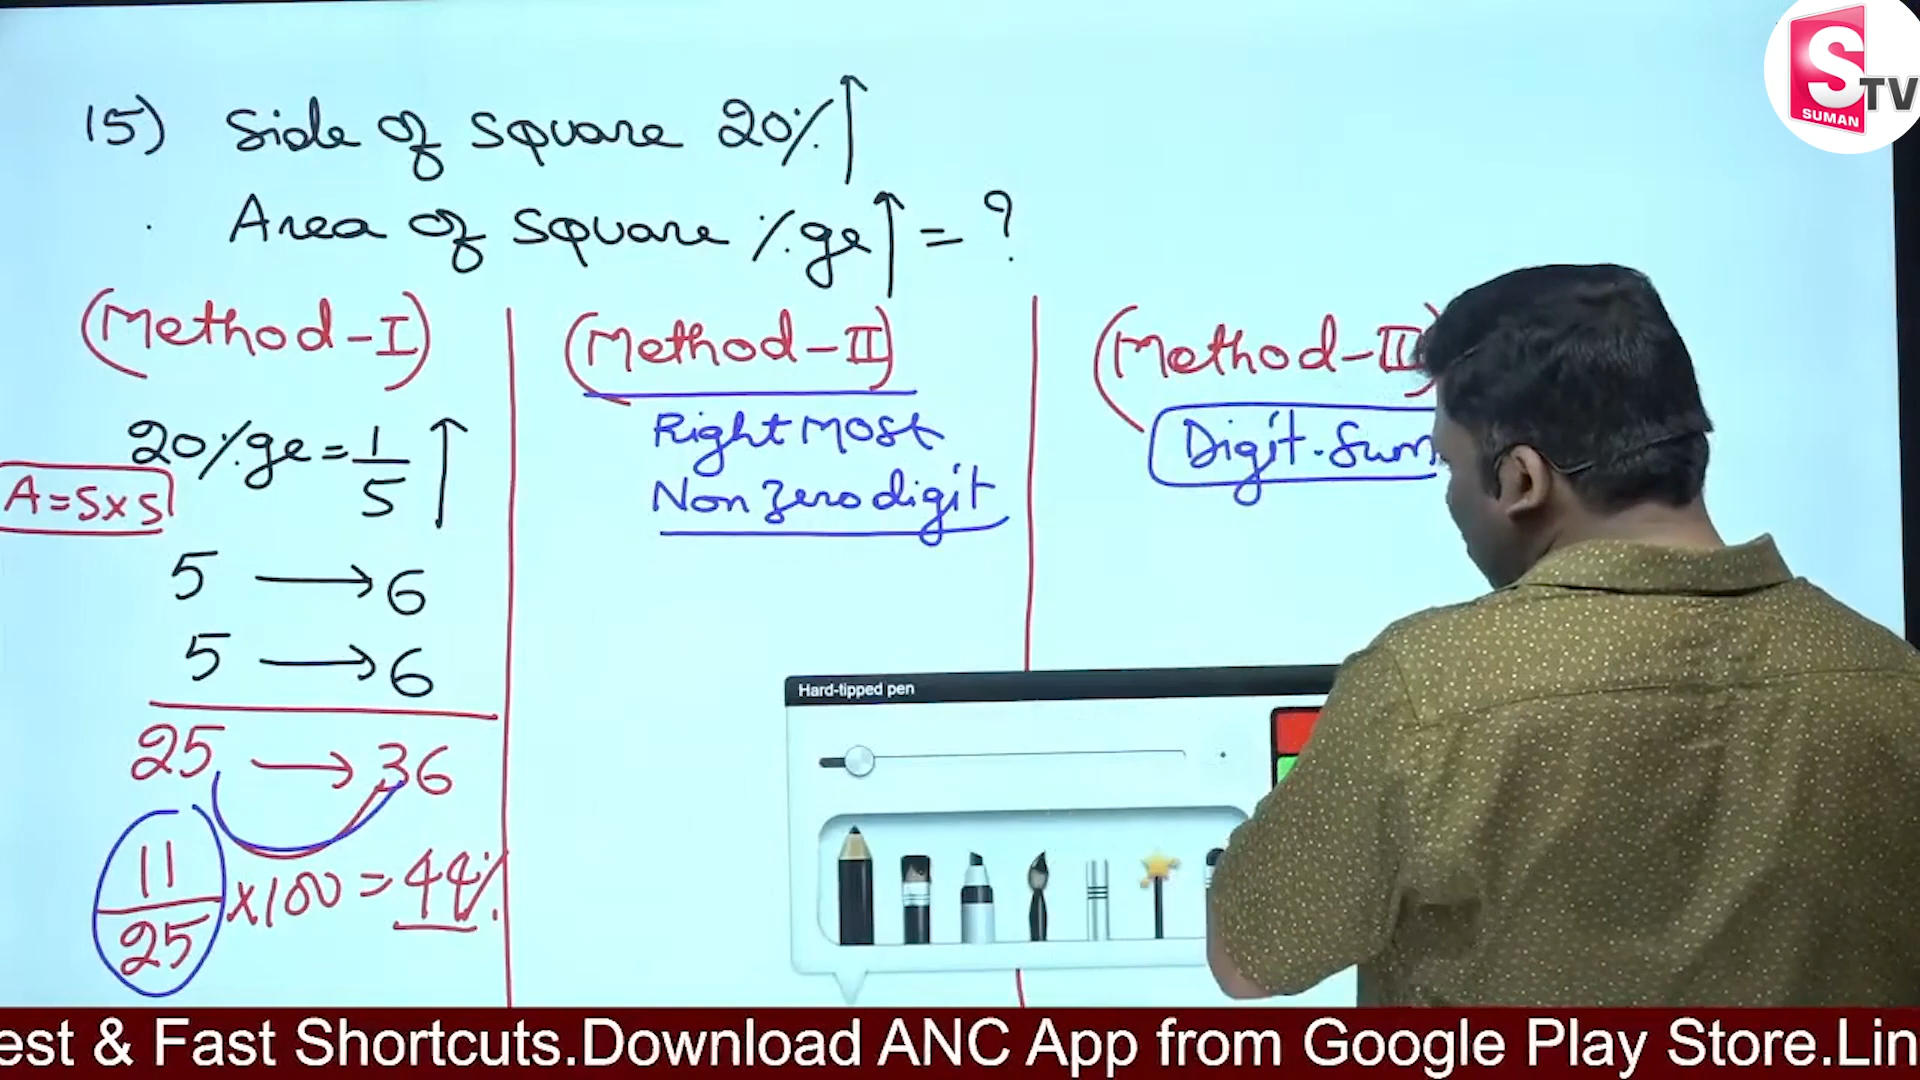 S TV
SUMAN
15) Side of square 20% ↑
Area of square %ge ↑ = ?
(Method-I)
20%ge = 1/5 ↑
A=S×S
5 → 6
5 → 6
25 → 36
11/25 ×100 = 44%
(Method-II)
Right most
Non zero digit
(Method-II
Digit-Sum
Hard-tipped pen
est & Fast Shortcuts.Download ANC App from Google Play Store.Lin